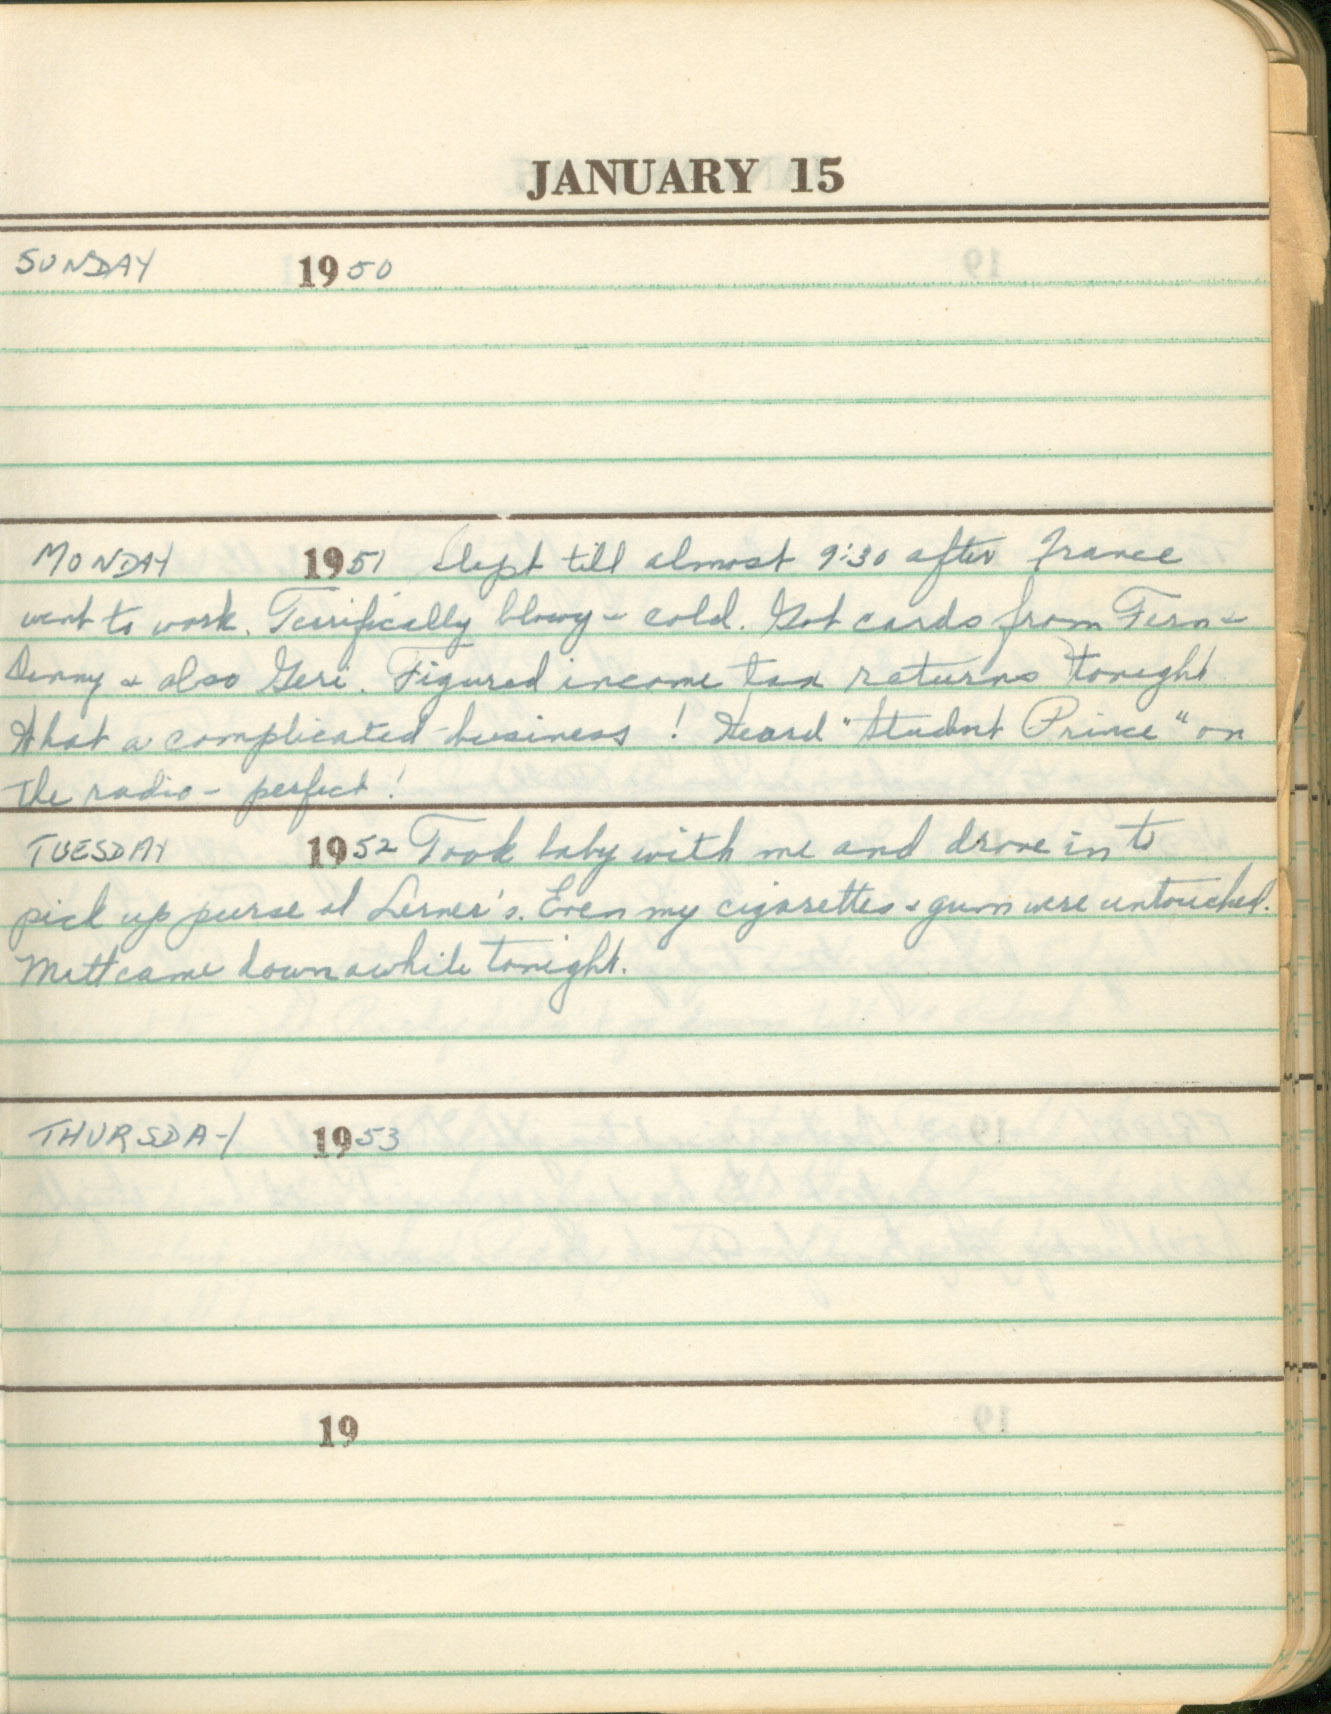 JANUARY 15
SUNDAY 1950
MONDAY 1951 Slept till almost 9:30 after France
went to work. Terrifically blowy - cold. Got cards from Fern &
Denny & also Geri. Figured income tax returns tonight
What a complicated business! Heard "Student Prince" on
the radio - perfect!
TUESDAY 1952 Took baby with me and drove in to
pick up purse at Lerner's. Even my cigarettes & gum were untouched.
Matt came down awhile tonight.
THURSDAY 1953
19